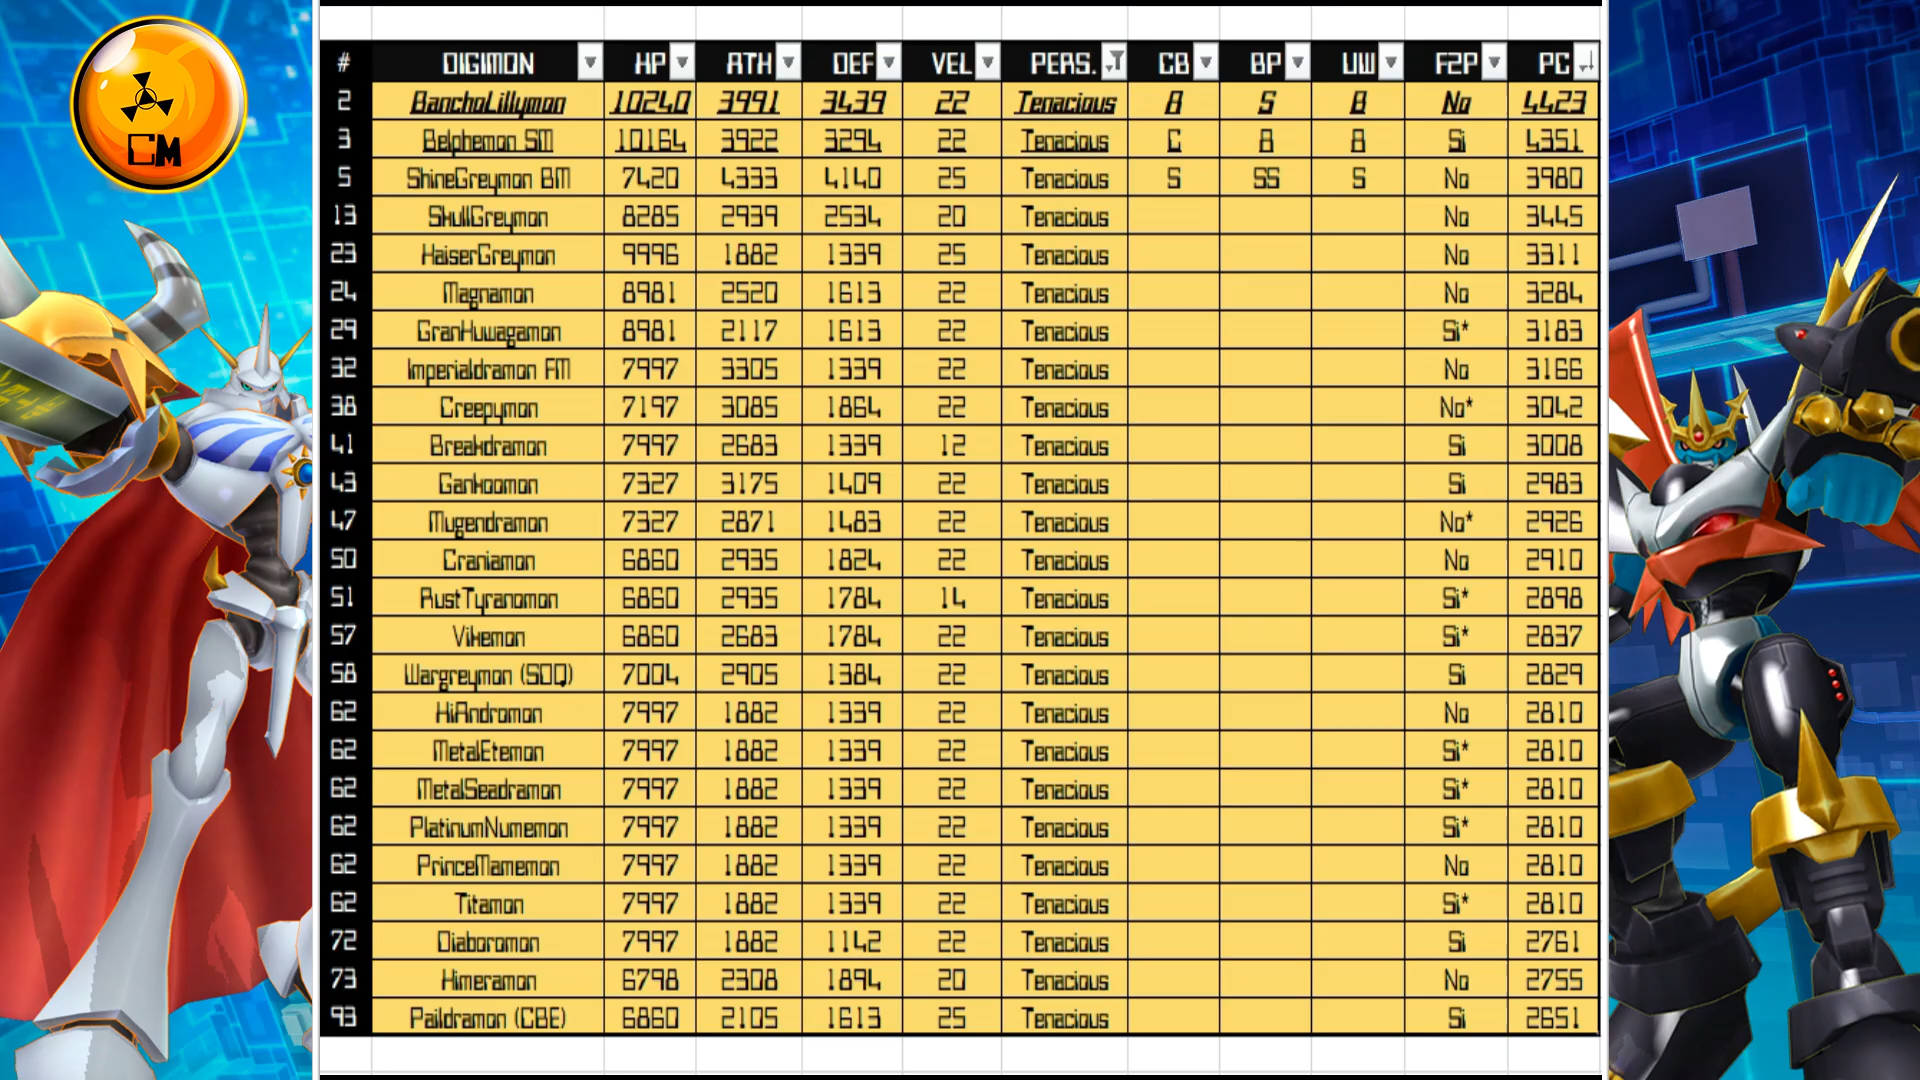 CM
# DIGIMON HP ATK DEF VEL PERS. CB BP UW F2P PC
2 BanchoLillymon 10240 3991 3439 22 Tenacious A S A No 4423
3 Belphemon SM 10164 3922 3294 22 Tenacious C A A Si 4351
5 ShineGreymon BM 7420 4333 4140 25 Tenacious S SS S No 3980
13 SkullGreymon 8285 2939 2534 20 Tenacious No 3445
23 KaiserGreymon 9996 1882 1339 25 Tenacious No 3311
24 Magnamon 8981 2520 1613 22 Tenacious No 3284
29 GranKuwagamon 8981 2117 1613 22 Tenacious Si* 3183
32 Imperialdramon FM 7997 3305 1339 22 Tenacious No 3166
38 Creepymon 7197 3085 1864 22 Tenacious No* 3042
41 Breakdramon 7997 2683 1339 12 Tenacious Si 3008
43 Gankoomon 7327 3175 1409 22 Tenacious Si 2983
47 Mugendramon 7327 2871 1483 22 Tenacious No* 2926
50 Craniamon 6860 2935 1824 22 Tenacious No 2910
51 RustTyranomon 6860 2935 1784 14 Tenacious Si* 2898
57 Vikemon 6860 2683 1784 22 Tenacious Si* 2837
58 Wargreymon (SDQ) 7004 2905 1384 22 Tenacious Si 2829
62 HiAndromon 7997 1882 1339 22 Tenacious No 2810
62 MetalEtemon 7997 1882 1339 22 Tenacious Si* 2810
62 MetalSeadramon 7997 1882 1339 22 Tenacious Si* 2810
62 PlatinumNumemon 7997 1882 1339 22 Tenacious Si* 2810
62 PrinceMamemon 7997 1882 1339 22 Tenacious No 2810
62 Titamon 7997 1882 1339 22 Tenacious Si* 2810
72 Diaboromon 7997 1882 1142 22 Tenacious Si 2761
73 Kimeramon 6798 2308 1894 20 Tenacious No 2755
93 Paildramon (CBE) 6860 2105 1613 25 Tenacious Si 2651